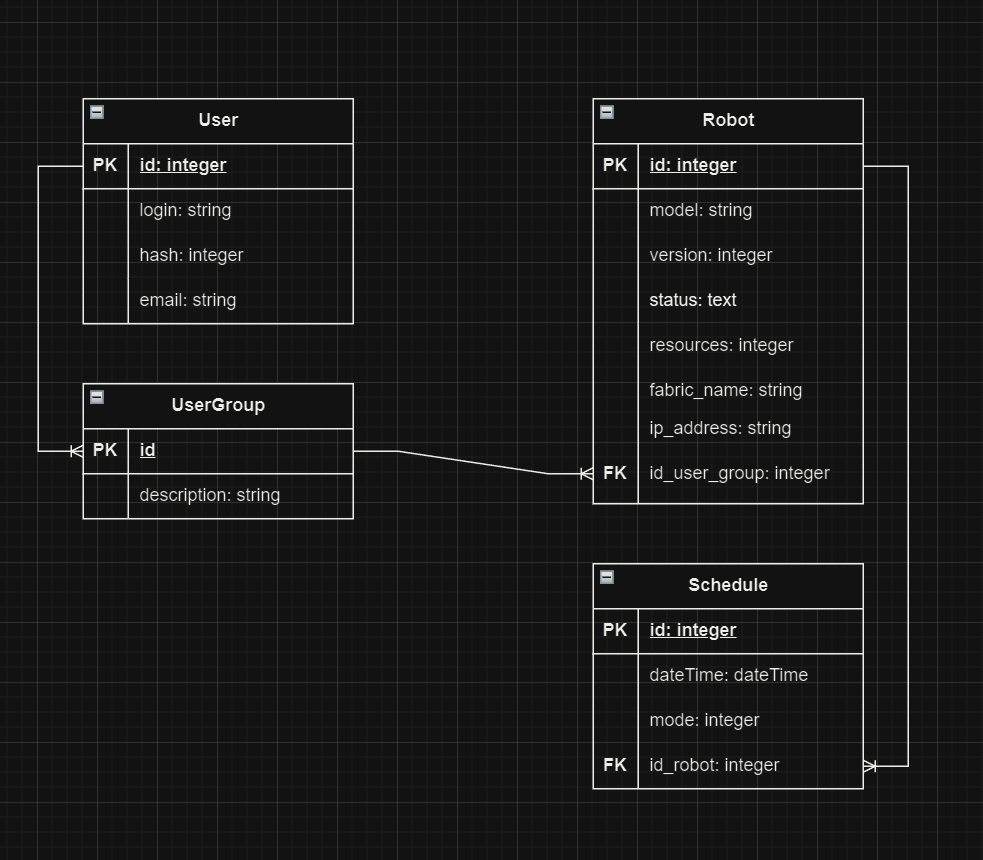 User
PK id: integer
login: string
hash: integer
email: string
UserGroup
PK id
description: string
Robot
PK id: integer
model: string
version: integer
status: text
resources: integer
fabric_name: string
ip_address: string
FK id_user_group: integer
Schedule
PK id: integer
dateTime: dateTime
mode: integer
FK id_robot: integer